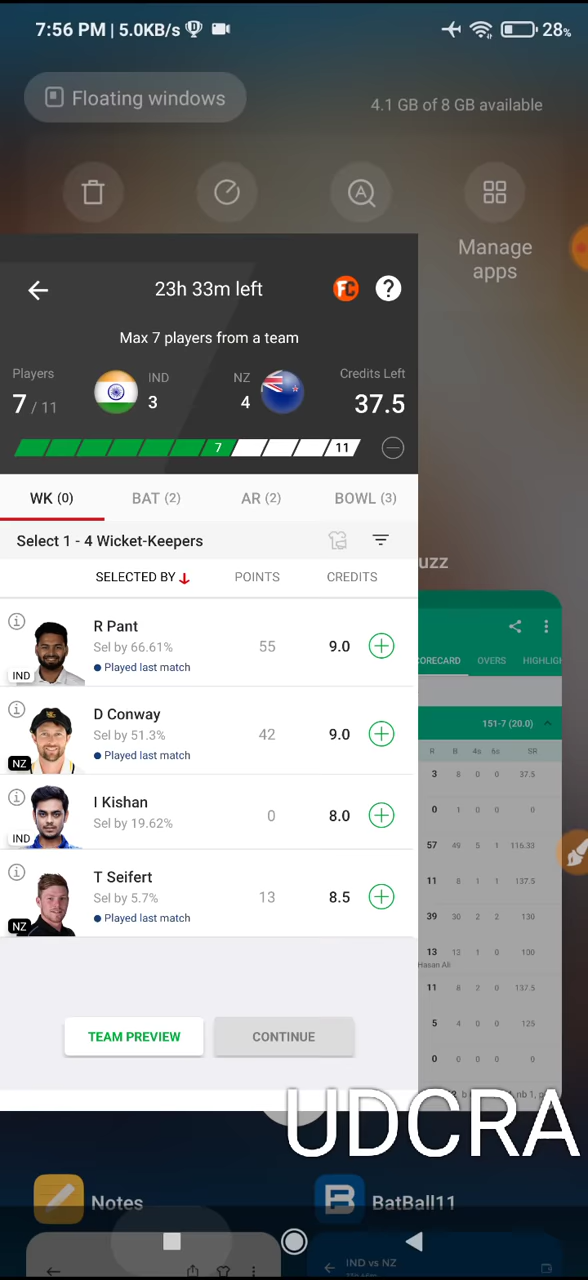 7:56 PM | 5.0KB/s
28%
Floating windows
4.1 GB of 8 GB available
Manage apps
23h 33m left
FC
?
Max 7 players from a team
Players
7 / 11
IND
3
NZ
4
Credits Left
37.5
7
11
WK (0) BAT (2) AR (2) BOWL (3)
Select 1 - 4 Wicket-Keepers
SELECTED BY POINTS CREDITS
R Pant
Sel by 66.61% 55 9.0
Played last match
IND
D Conway
Sel by 51.3% 42 9.0
Played last match
NZ
I Kishan
Sel by 19.62% 0 8.0
IND
T Seifert
Sel by 5.7% 13 8.5
Played last match
NZ
TEAM PREVIEW CONTINUE
uzz
CORECARD OVERS HIGHLIGH
151-7 (20.0)
R B 4s 6s SR
3 8 0 0 37.5
0 1 0 0 0
57 49 5 1 116.33
11 8 1 1 137.5
39 30 2 2 130
13 13 1 0 100
Hasan Ali
11 8 2 0 137.5
5 4 0 0 125
0 0 0 0 0
nb 1,
UDCRA
Notes
BatBall11
IND vs NZ